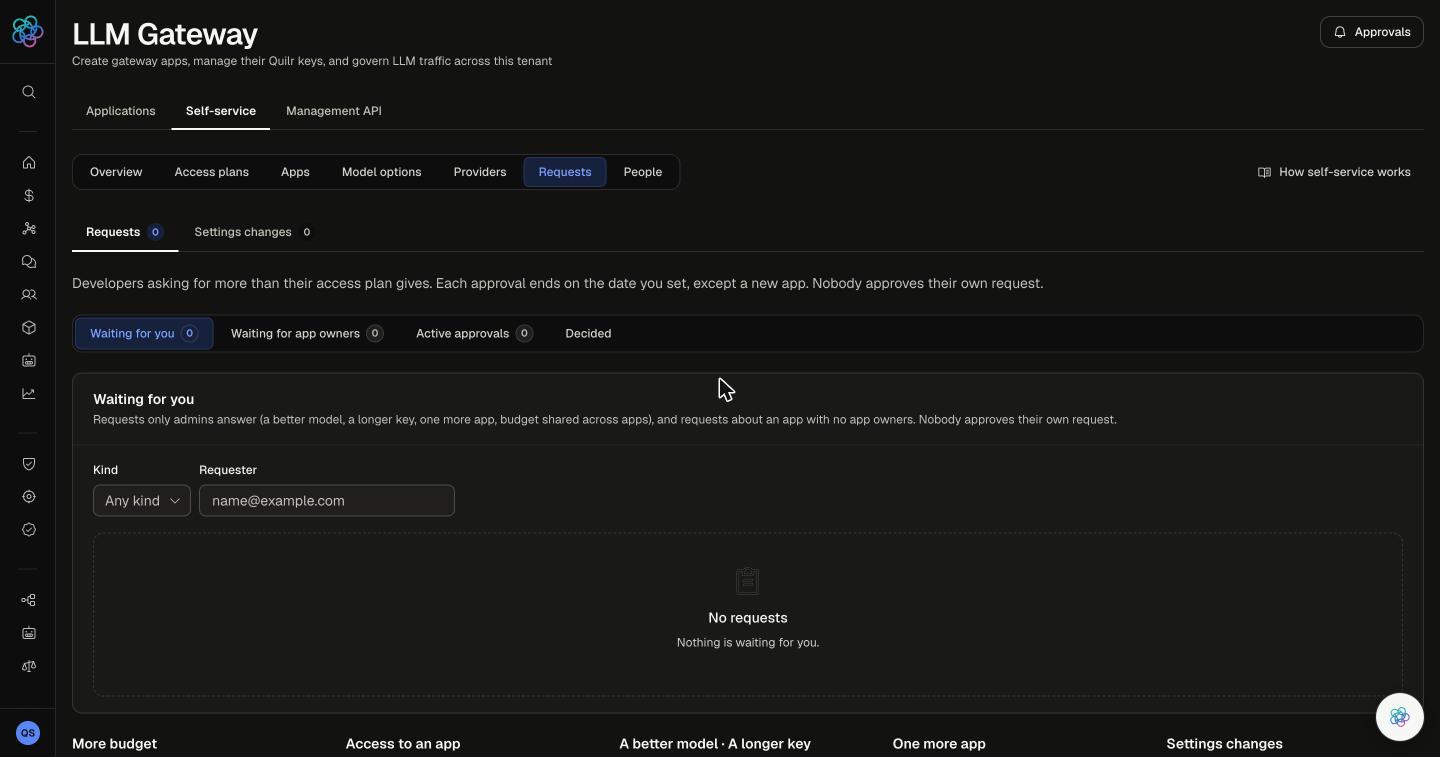 LLM Gateway
Create gateway apps, manage their Quilr keys, and govern LLM traffic across this tenant
Approvals
Applications Self-service Management API
Overview Access plans Apps Model options Providers Requests People
How self-service works
Requests 0 Settings changes 0
Developers asking for more than their access plan gives. Each approval ends on the date you set, except a new app. Nobody approves their own request.
Waiting for you 0 Waiting for app owners 0 Active approvals 0 Decided
Waiting for you
Requests only admins answer (a better model, a longer key, one more app, budget shared across apps), and requests about an app with no app owners. Nobody approves their own request.
Kind Requester
Any kind name@example.com
No requests
Nothing is waiting for you.
QS
More budget Access to an app A better model · A longer key One more app Settings changes